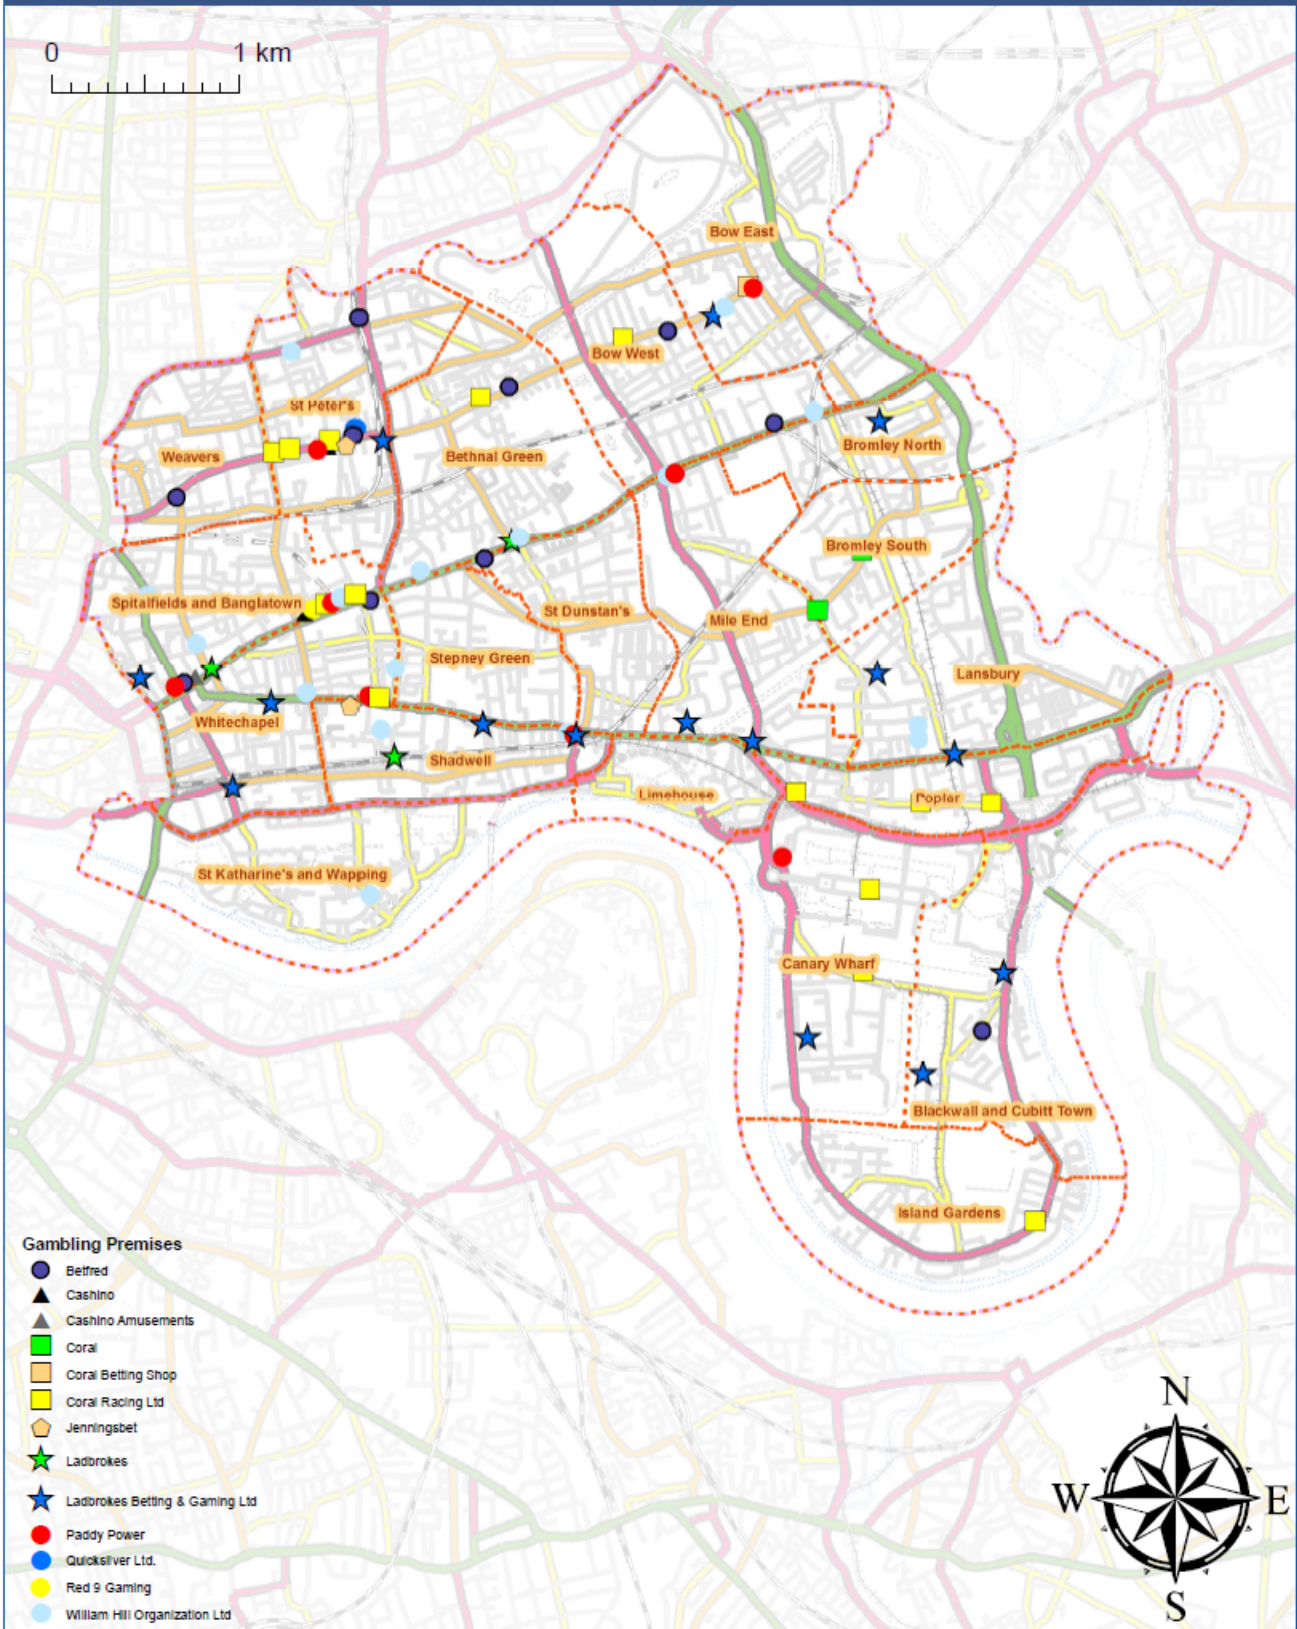 0 1 km
Bow East
Bow West
St Peter's
Weavers
Bethnal Green
Bromley North
Bromley South
Spitalfields and Banglatown
St Dunstan's
Mile End
Stepney Green
Lansbury
Whitechapel
Shadwell
Limehouse
Poplar
St Katharine's and Wapping
Canary Wharf
Blackwall and Cubitt Town
Island Gardens
Gambling Premises
Betfred
Cashino
Cashino Amusements
Coral
Coral Betting Shop
Coral Racing Ltd
Jenningsbet
Ladbrokes
Ladbrokes Betting & Gaming Ltd
Paddy Power
Quicksilver Ltd.
Red 9 Gaming
William Hill Organization Ltd
N
W E
S